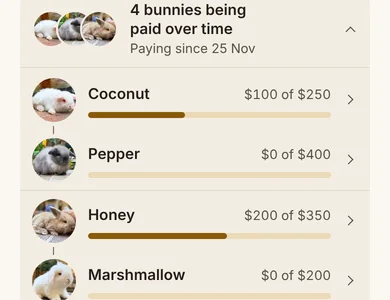 4 bunnies being
paid over time
Paying since 25 Nov
Coconut $100 of $250
Pepper $0 of $400
Honey $200 of $350
Marshmallow $0 of $200